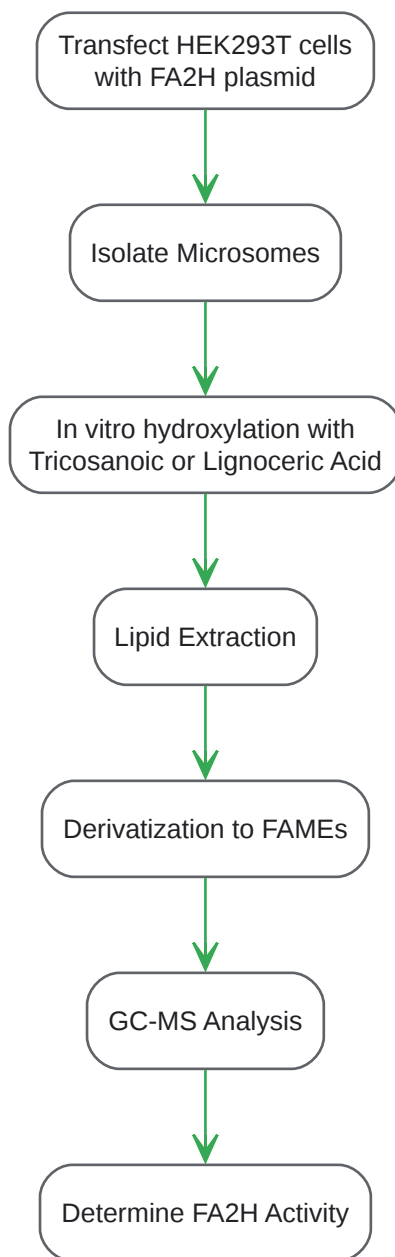 Transfect HEK293T cells
with FA2H plasmid
Isolate Microsomes
In vitro hydroxylation with
Tricosanoic or Lignoceric Acid
Lipid Extraction
Derivatization to FAMEs
GC-MS Analysis
Determine FA2H Activity